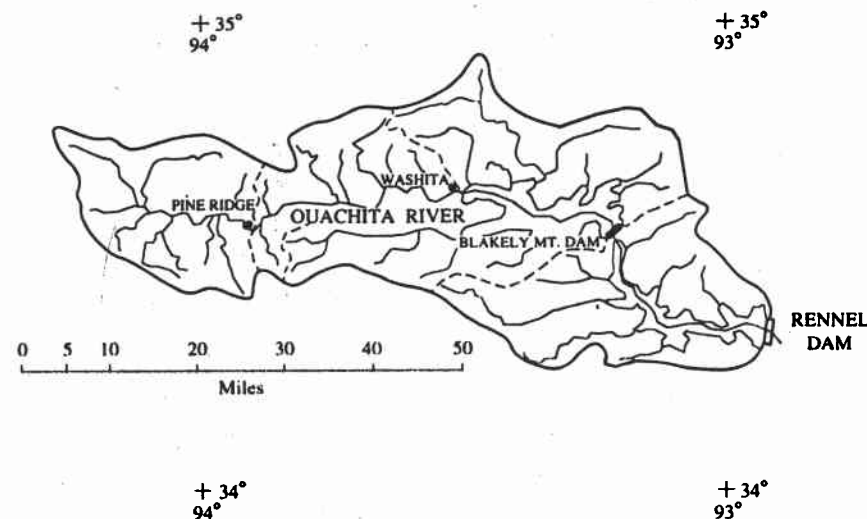 + 35°
94°
+ 35°
93°
WASHITA
PINE RIDGE
OUACHITA RIVER
BLAKELY MT. DAM
RENNEL
DAM
0 5 10 20 30 40 50
Miles
+ 34°
94°
+ 34°
93°